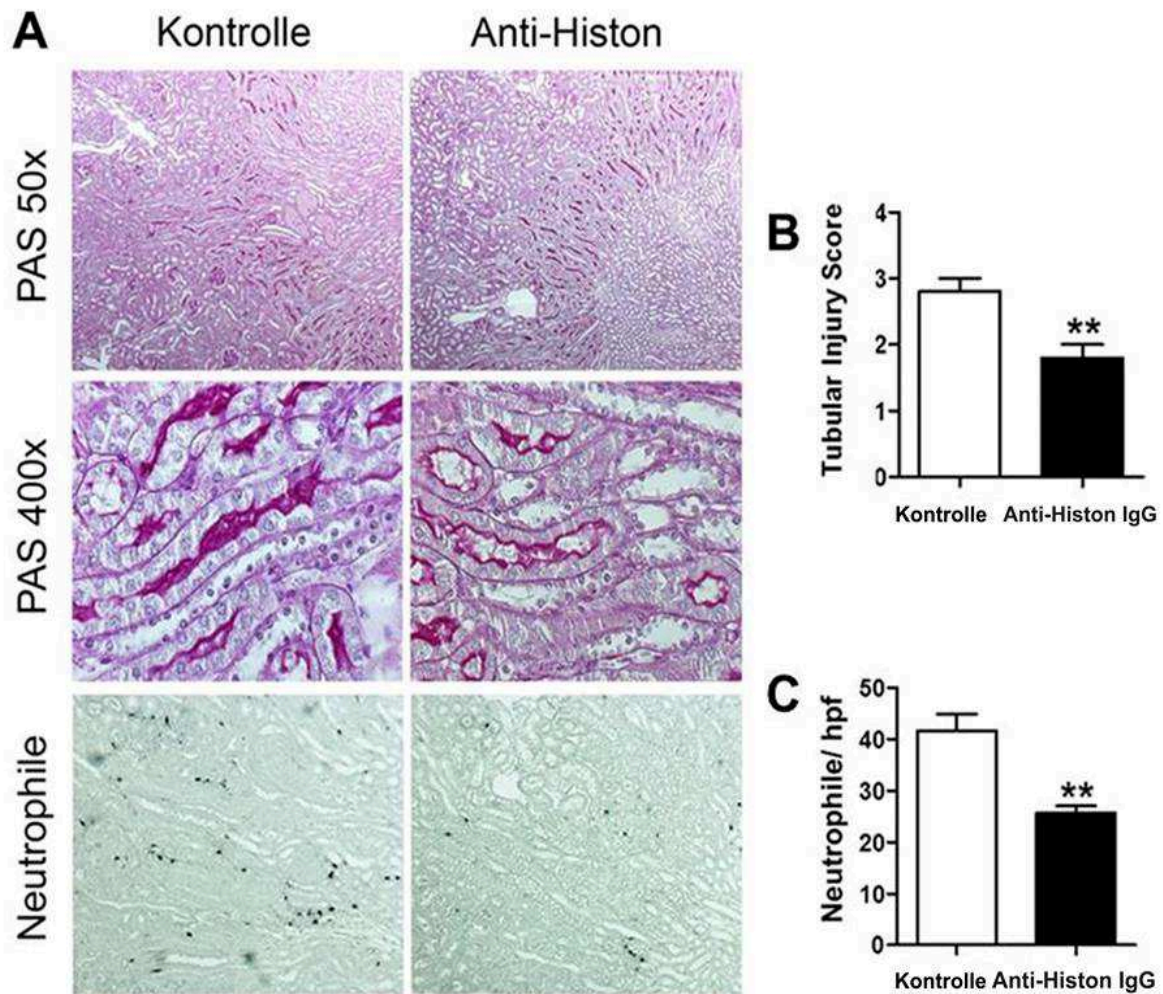 A
Kontrolle
Anti-Histon
PAS 50x
PAS 400x
Neutrophile
B
Tubular Injury Score
4
3
2
1
0
**
Kontrolle
Anti-Histon IgG
C
Neutrophile/ hpf
50
40
30
20
10
0
**
Kontrolle
Anti-Histon IgG